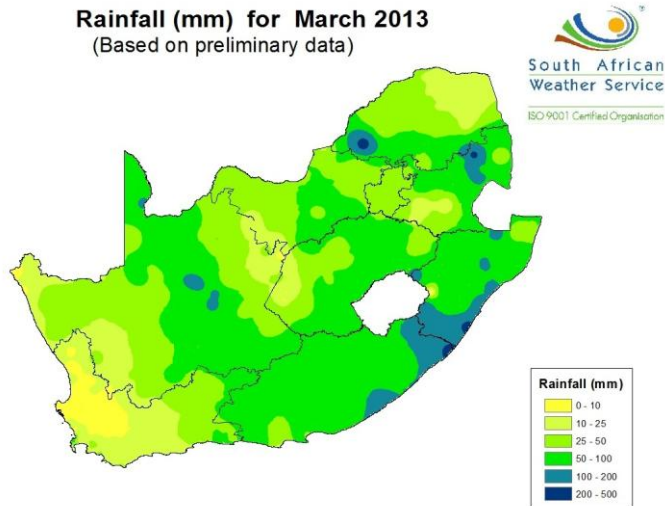 Rainfall (mm) for March 2013
(Based on preliminary data)
South African
Weather Service
ISO 9001 Certified Organisation
Rainfall (mm)
0 - 10
10 - 25
25 - 50
50 - 100
100 - 200
200 - 500